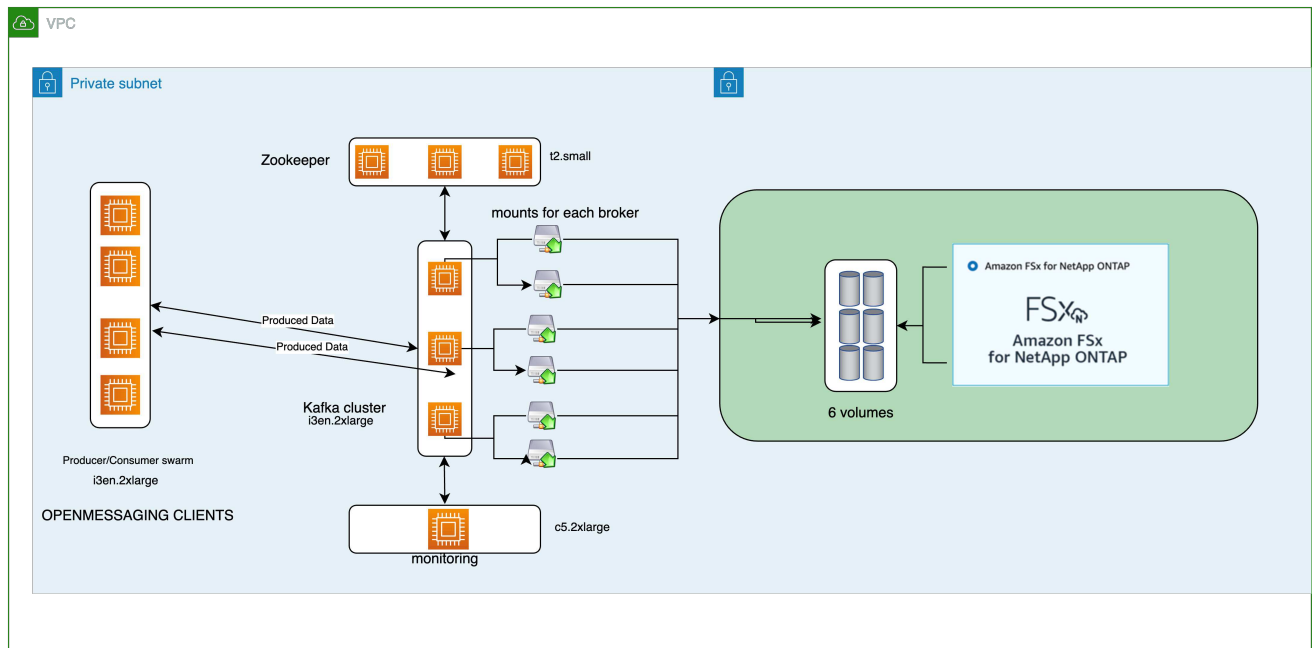 VPC
Private subnet
Zookeeper
t2.small
mounts for each broker
Produced Data
Produced Data
Kafka cluster
i3en.2xlarge
Producer/Consumer swarm
i3en.2xlarge
OPENMESSAGING CLIENTS
c5.2xlarge
monitoring
6 volumes
Amazon FSx for NetApp ONTAP
FSx
N
Amazon FSx
for NetApp ONTAP